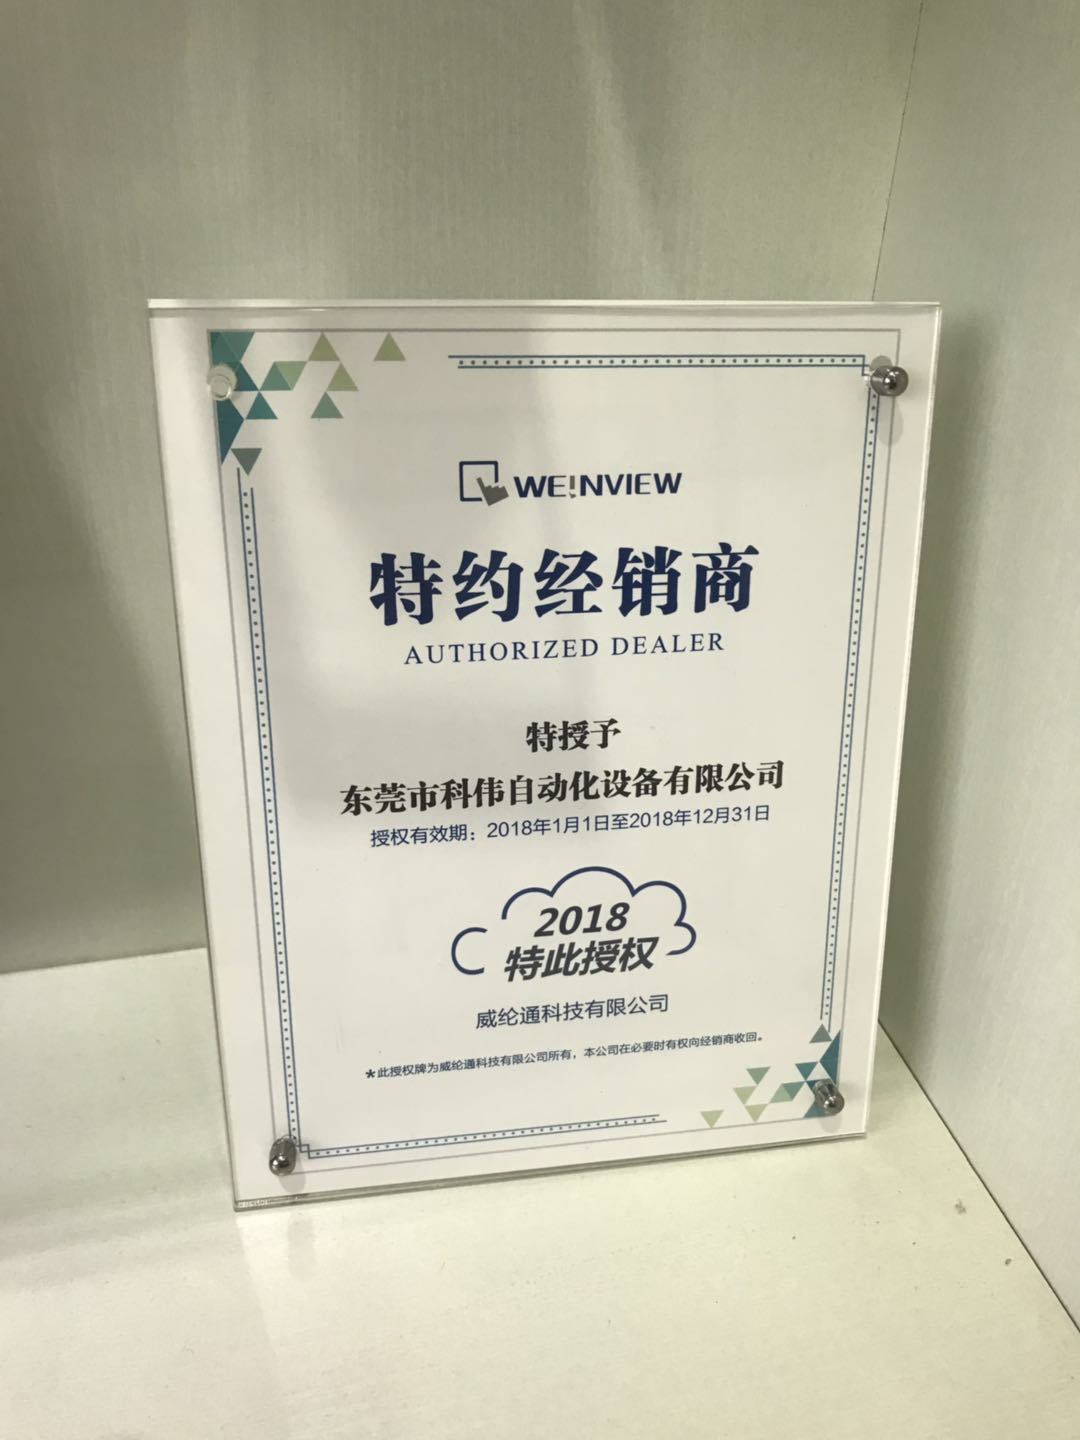 WE!NVIEW
特约经销商
AUTHORIZED DEALER
特授予
东莞市科伟自动化设备有限公司
授权有效期：2018年1月1日至2018年12月31日
2018
特此授权
威纶通科技有限公司
*此授权牌为威纶通科技有限公司所有，本公司在必要时有权向经销商收回。